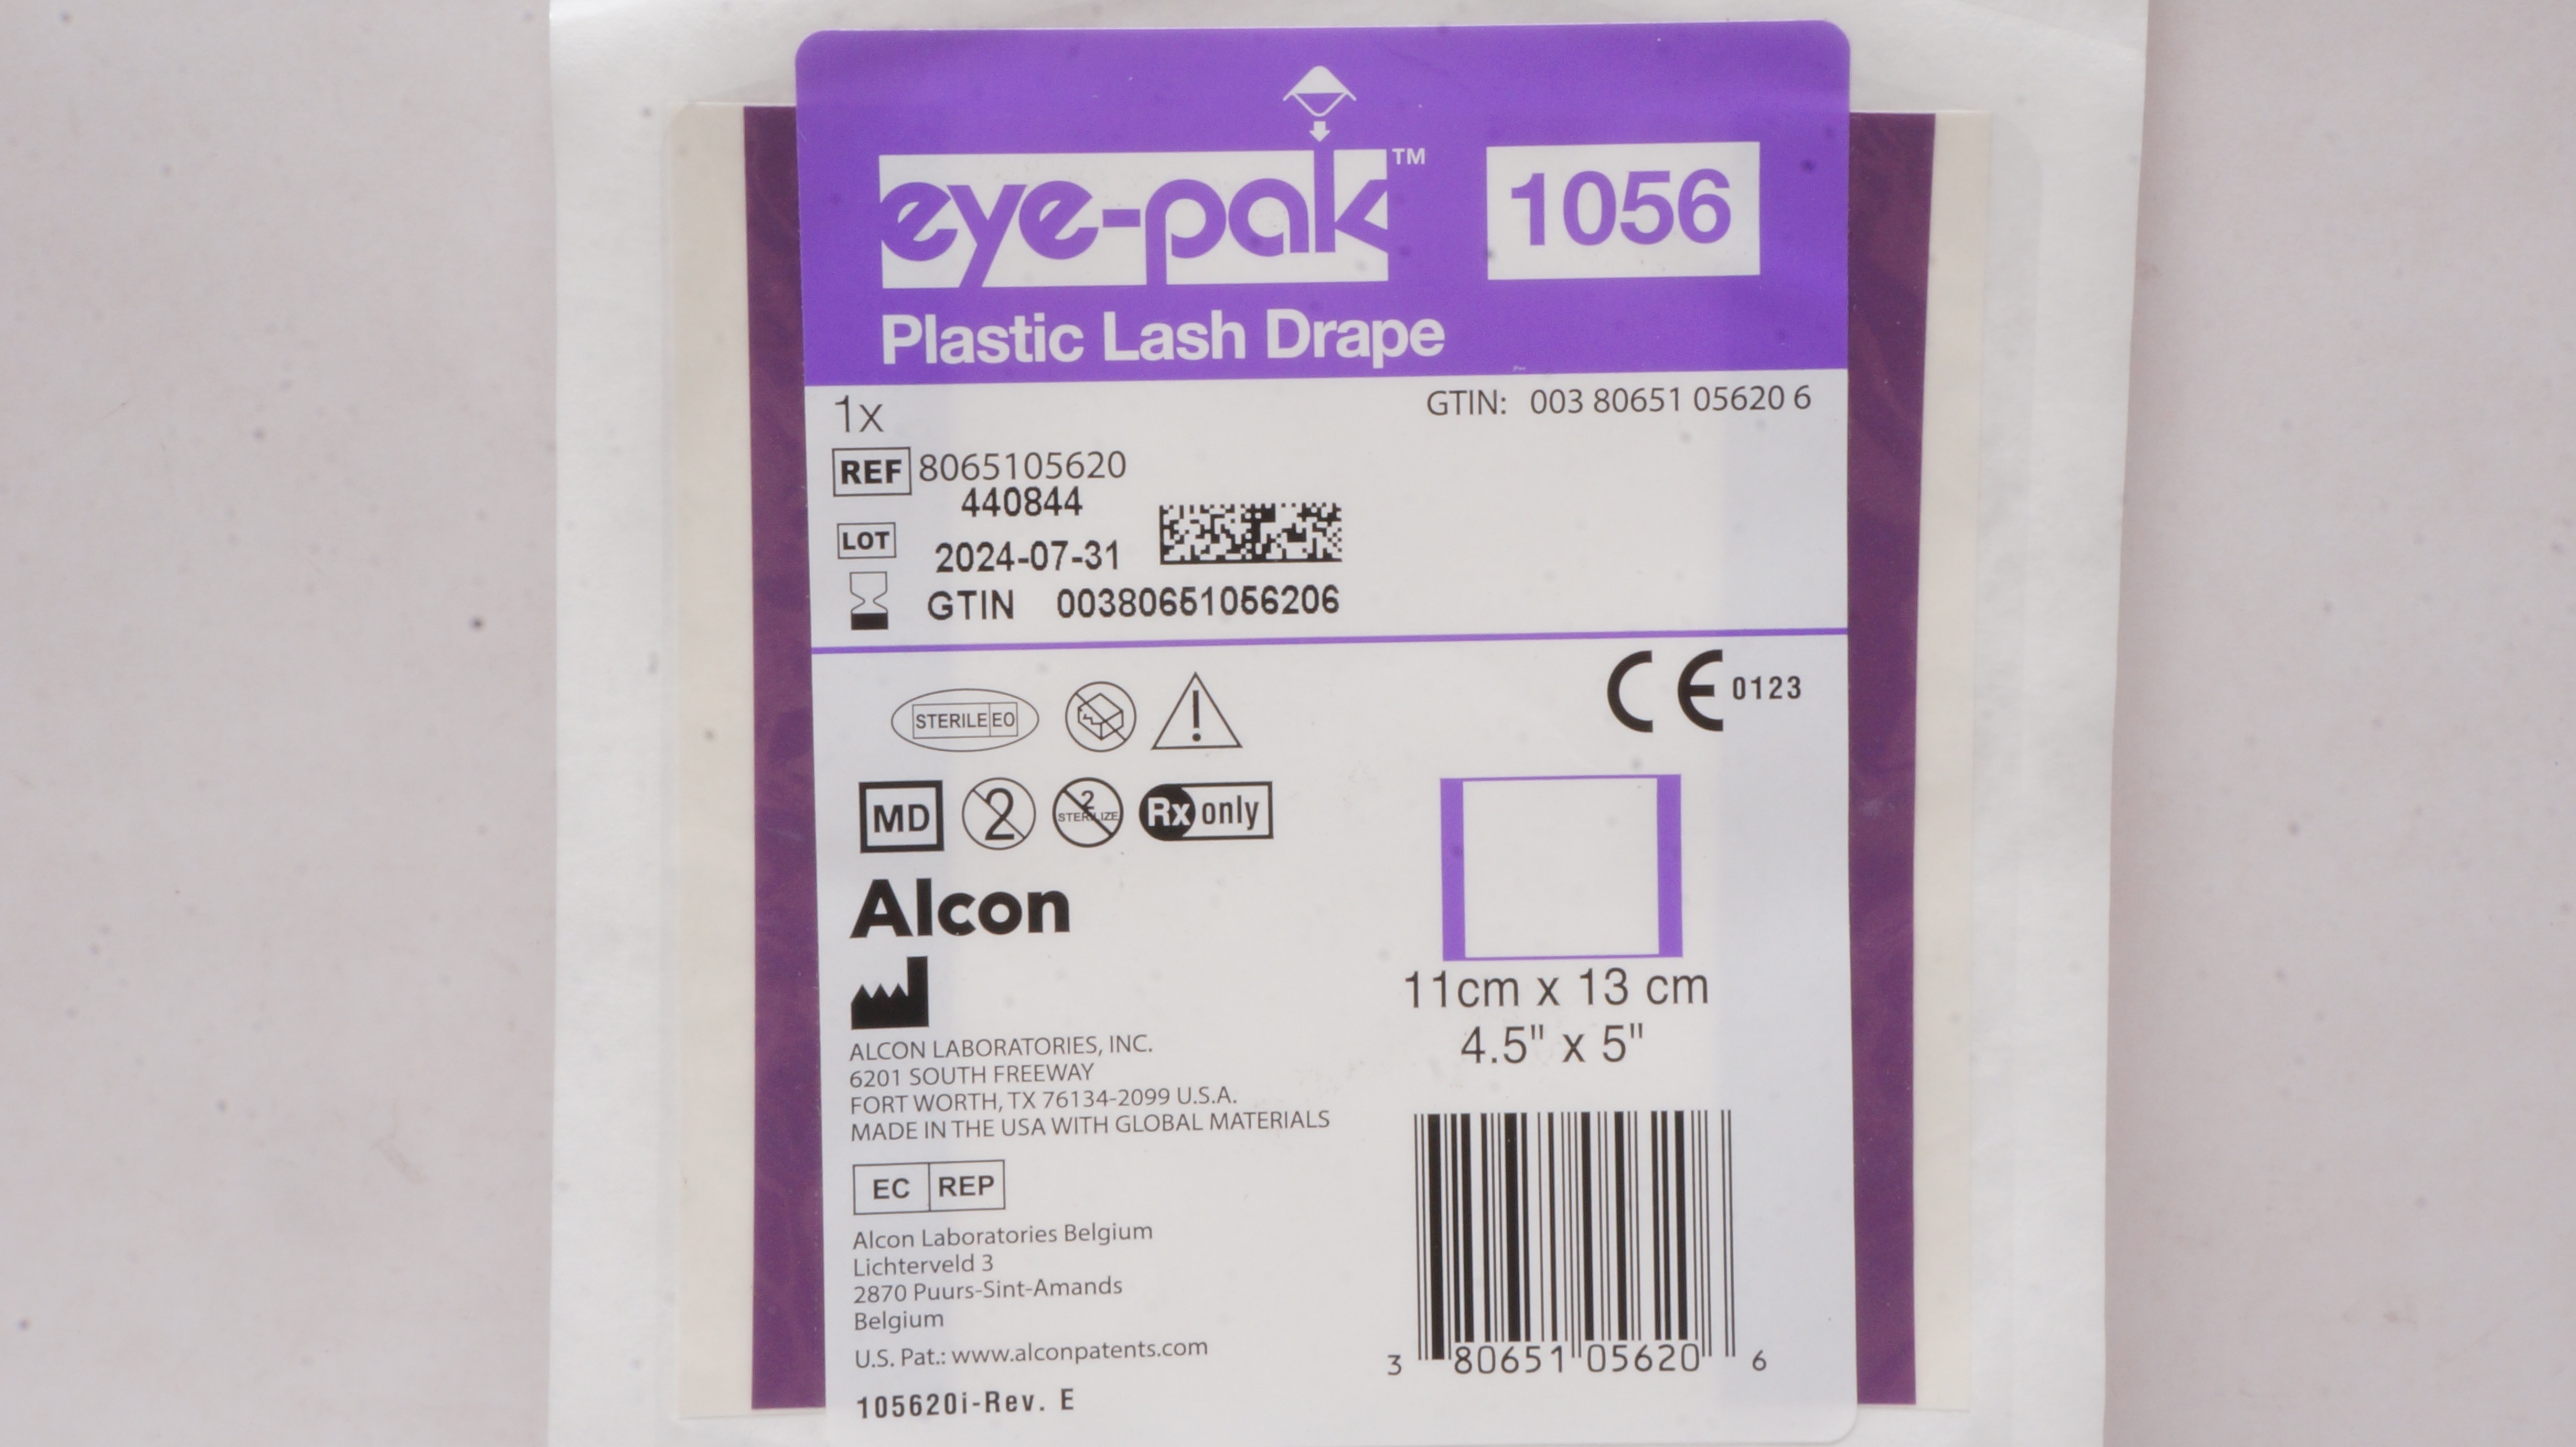 eye-pak™ 1056
Plastic Lash Drape
1x
GTIN: 003 80651 05620 6
REF 8065105620
440844
LOT
2024-07-31
GTIN 00380651056206
STERILE EO
CE 0123
MD 2 2 STERILIZE Rx only
Alcon
11cm x 13 cm
4.5" x 5"
ALCON LABORATORIES, INC.
6201 SOUTH FREEWAY
FORT WORTH, TX 76134-2099 U.S.A.
MADE IN THE USA WITH GLOBAL MATERIALS
EC REP
Alcon Laboratories Belgium
Lichterveld 3
2870 Puurs-Sint-Amands
Belgium
U.S. Pat.: www.alconpatents.com
3 80651 05620 6
105620i-Rev. E